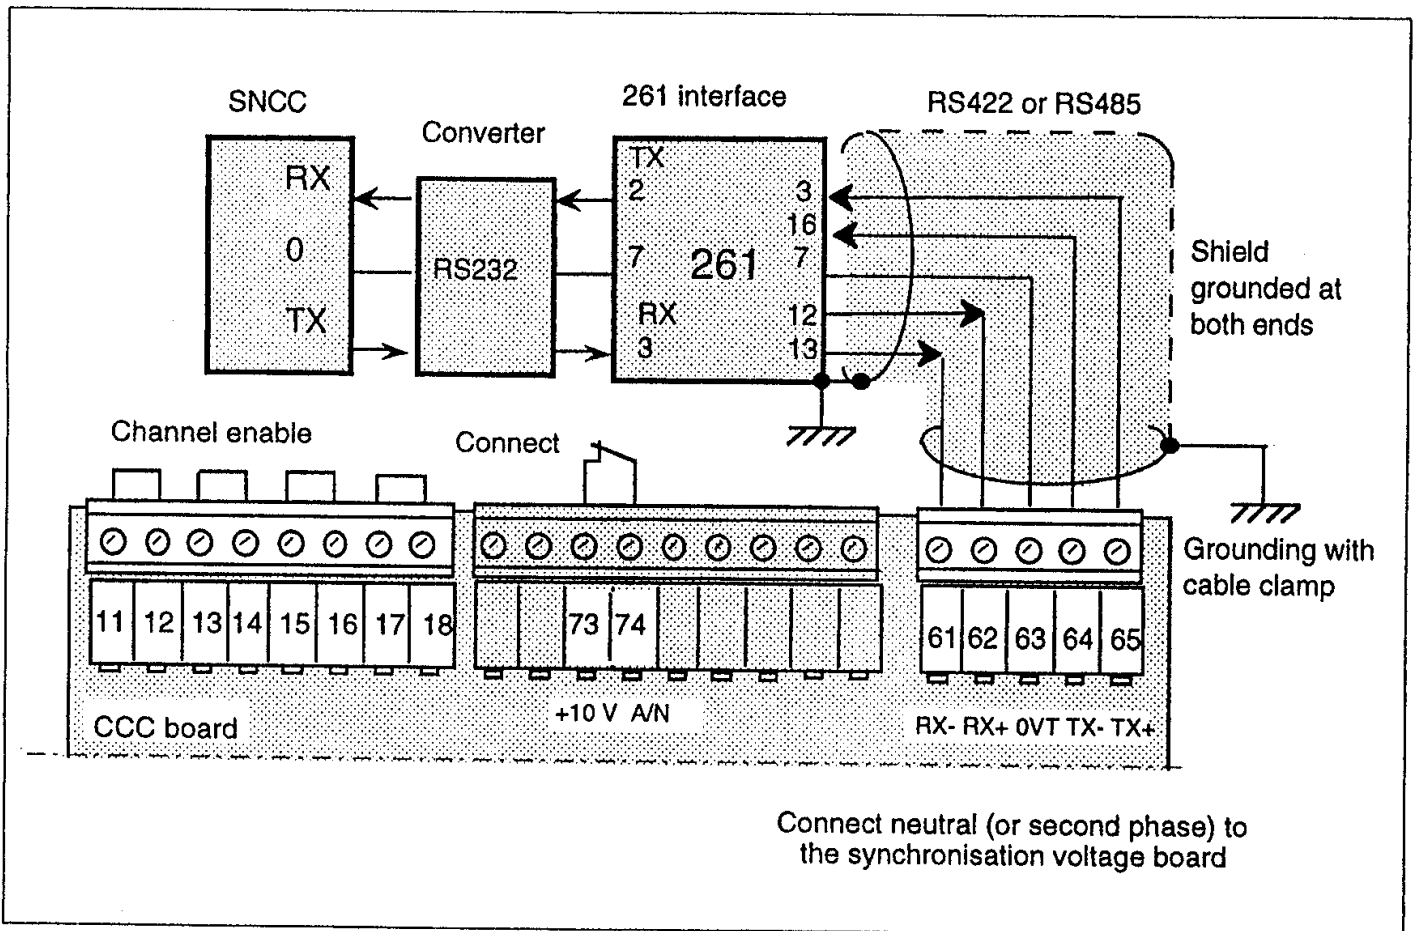 SNCC
261 interface
RS422 or RS485
Converter
TX
RX
2
3
16
0
7
261
7
RS232
Shield
grounded at
both ends
TX
RX
12
3
13
Channel enable
Connect
Grounding with
cable clamp
11 12 13 14 15 16 17 18
73 74
61 62 63 64 65
+10 V A/N
CCC board
RX- RX+ 0VT TX- TX+
Connect neutral (or second phase) to
the synchronisation voltage board